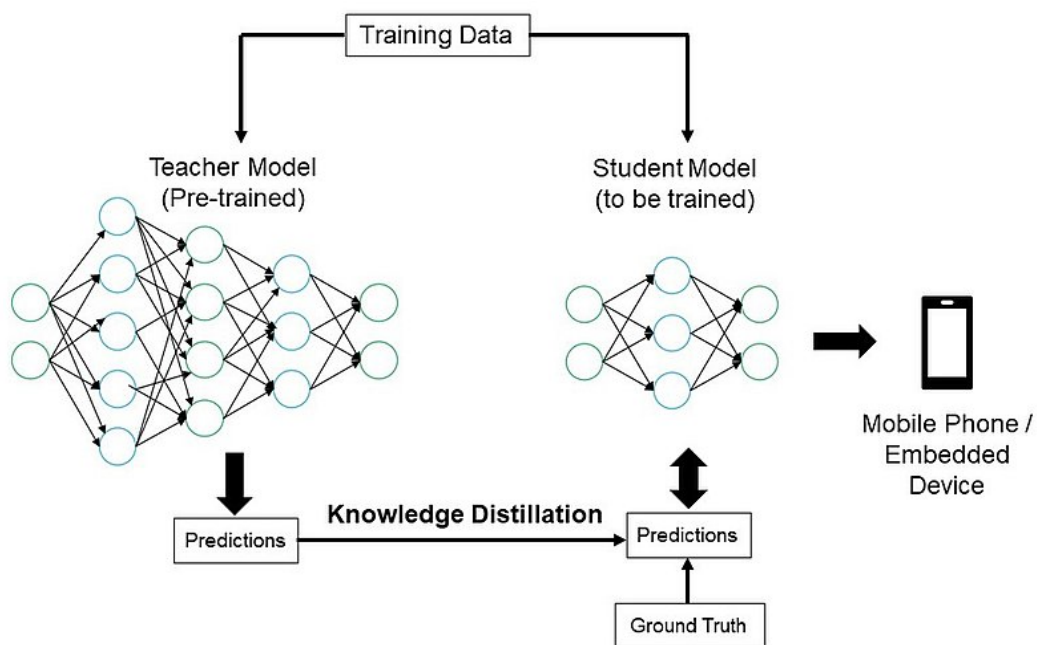 Training Data
Teacher Model
(Pre-trained)
Student Model
(to be trained)
Mobile Phone /
Embedded
Device
Knowledge Distillation
Predictions
Predictions
Ground Truth